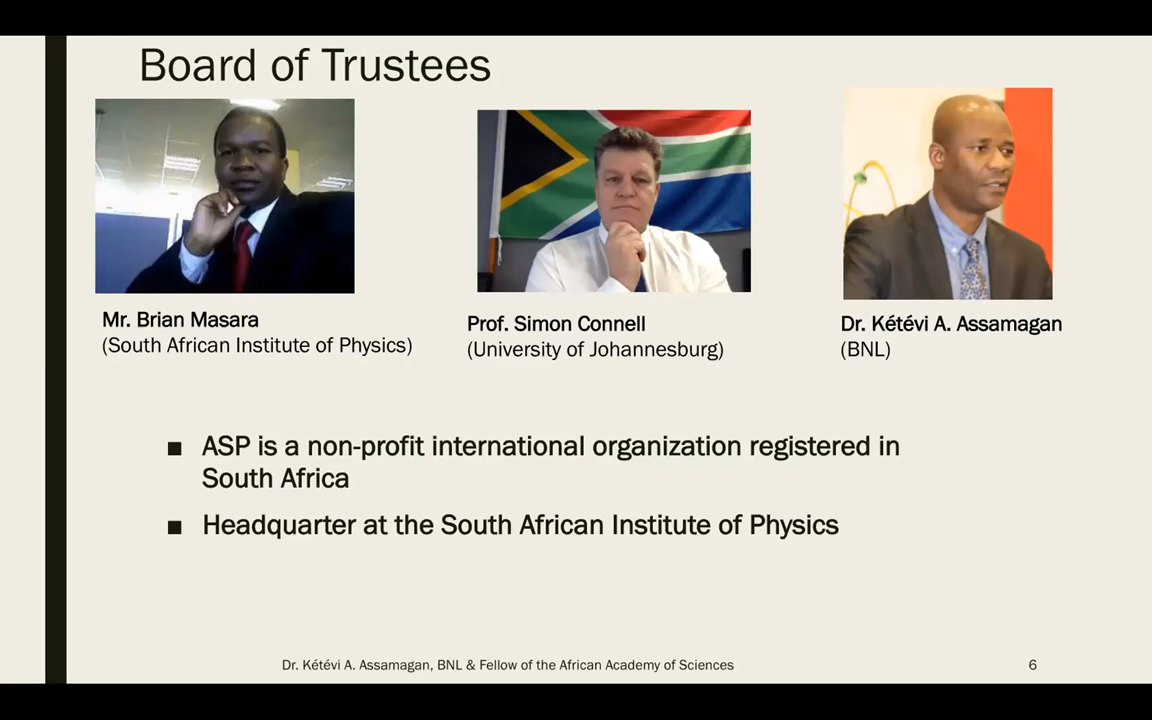 Board of Trustees
Mr. Brian Masara
(South African Institute of Physics)
Prof. Simon Connell
(University of Johannesburg)
Dr. Kétévi A. Assamagan
(BNL)
■ ASP is a non-profit international organization registered in
South Africa
■ Headquarter at the South African Institute of Physics
Dr. Kétévi A. Assamagan, BNL & Fellow of the African Academy of Sciences
6